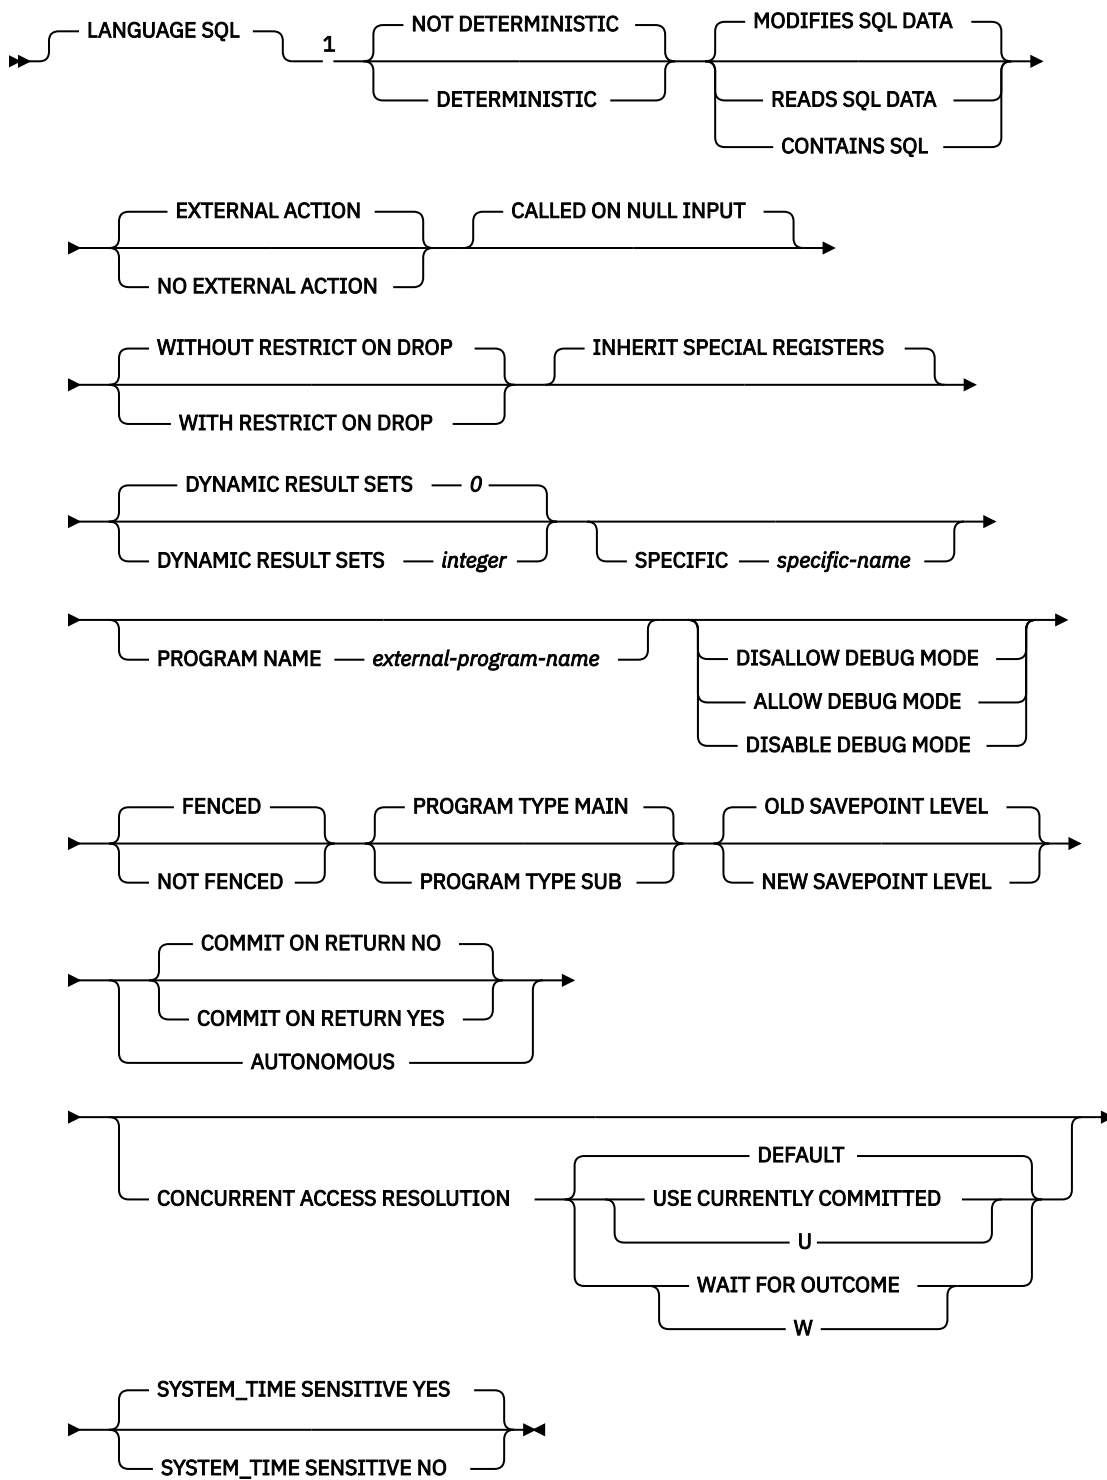 LANGUAGE SQL
1
NOT DETERMINISTIC
DETERMINISTIC
MODIFIES SQL DATA
READS SQL DATA
CONTAINS SQL
EXTERNAL ACTION
NO EXTERNAL ACTION
CALLED ON NULL INPUT
WITHOUT RESTRICT ON DROP
WITH RESTRICT ON DROP
INHERIT SPECIAL REGISTERS
DYNAMIC RESULT SETS 0
DYNAMIC RESULT SETS integer
SPECIFIC specific-name
PROGRAM NAME external-program-name
DISALLOW DEBUG MODE
ALLOW DEBUG MODE
DISABLE DEBUG MODE
FENCED
NOT FENCED
PROGRAM TYPE MAIN
PROGRAM TYPE SUB
OLD SAVEPOINT LEVEL
NEW SAVEPOINT LEVEL
COMMIT ON RETURN NO
COMMIT ON RETURN YES
AUTONOMOUS
CONCURRENT ACCESS RESOLUTION
DEFAULT
USE CURRENTLY COMMITTED
U
WAIT FOR OUTCOME
W
SYSTEM_TIME SENSITIVE YES
SYSTEM_TIME SENSITIVE NO